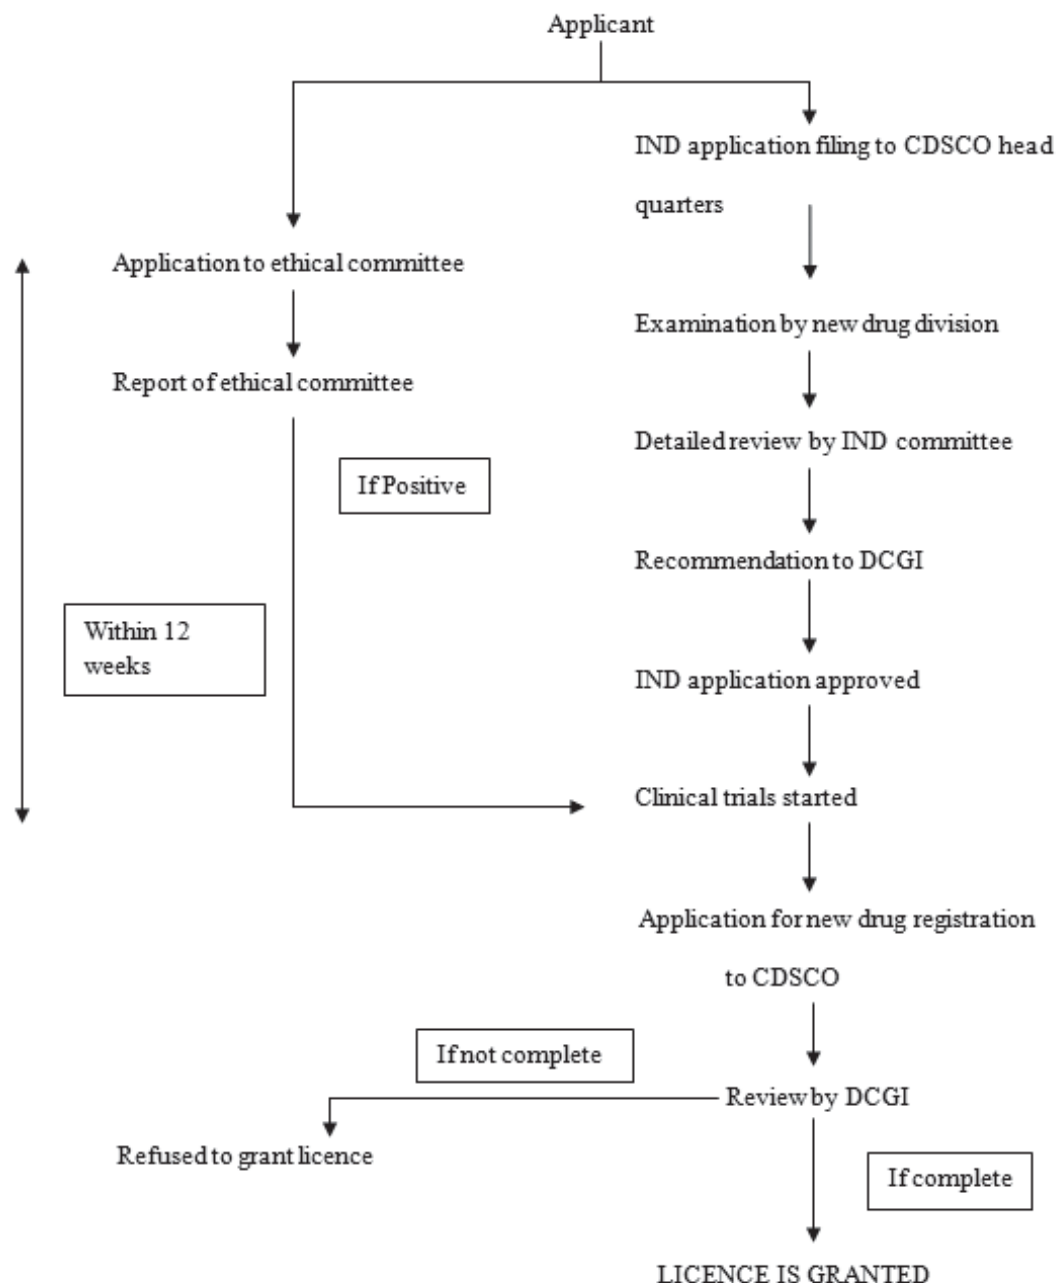 Applicant
IND application filing to CDSCO head
quarters
Application to ethical committee
Examination by new drug division
Report of ethical committee
Detailed review by IND committee
If Positive
Recommendation to DCGI
Within 12
weeks
IND application approved
Clinical trials started
Application for new drug registration
to CDSCO
If not complete
Review by DCGI
Refused to grant licence
If complete
LICENCE IS GRANTED